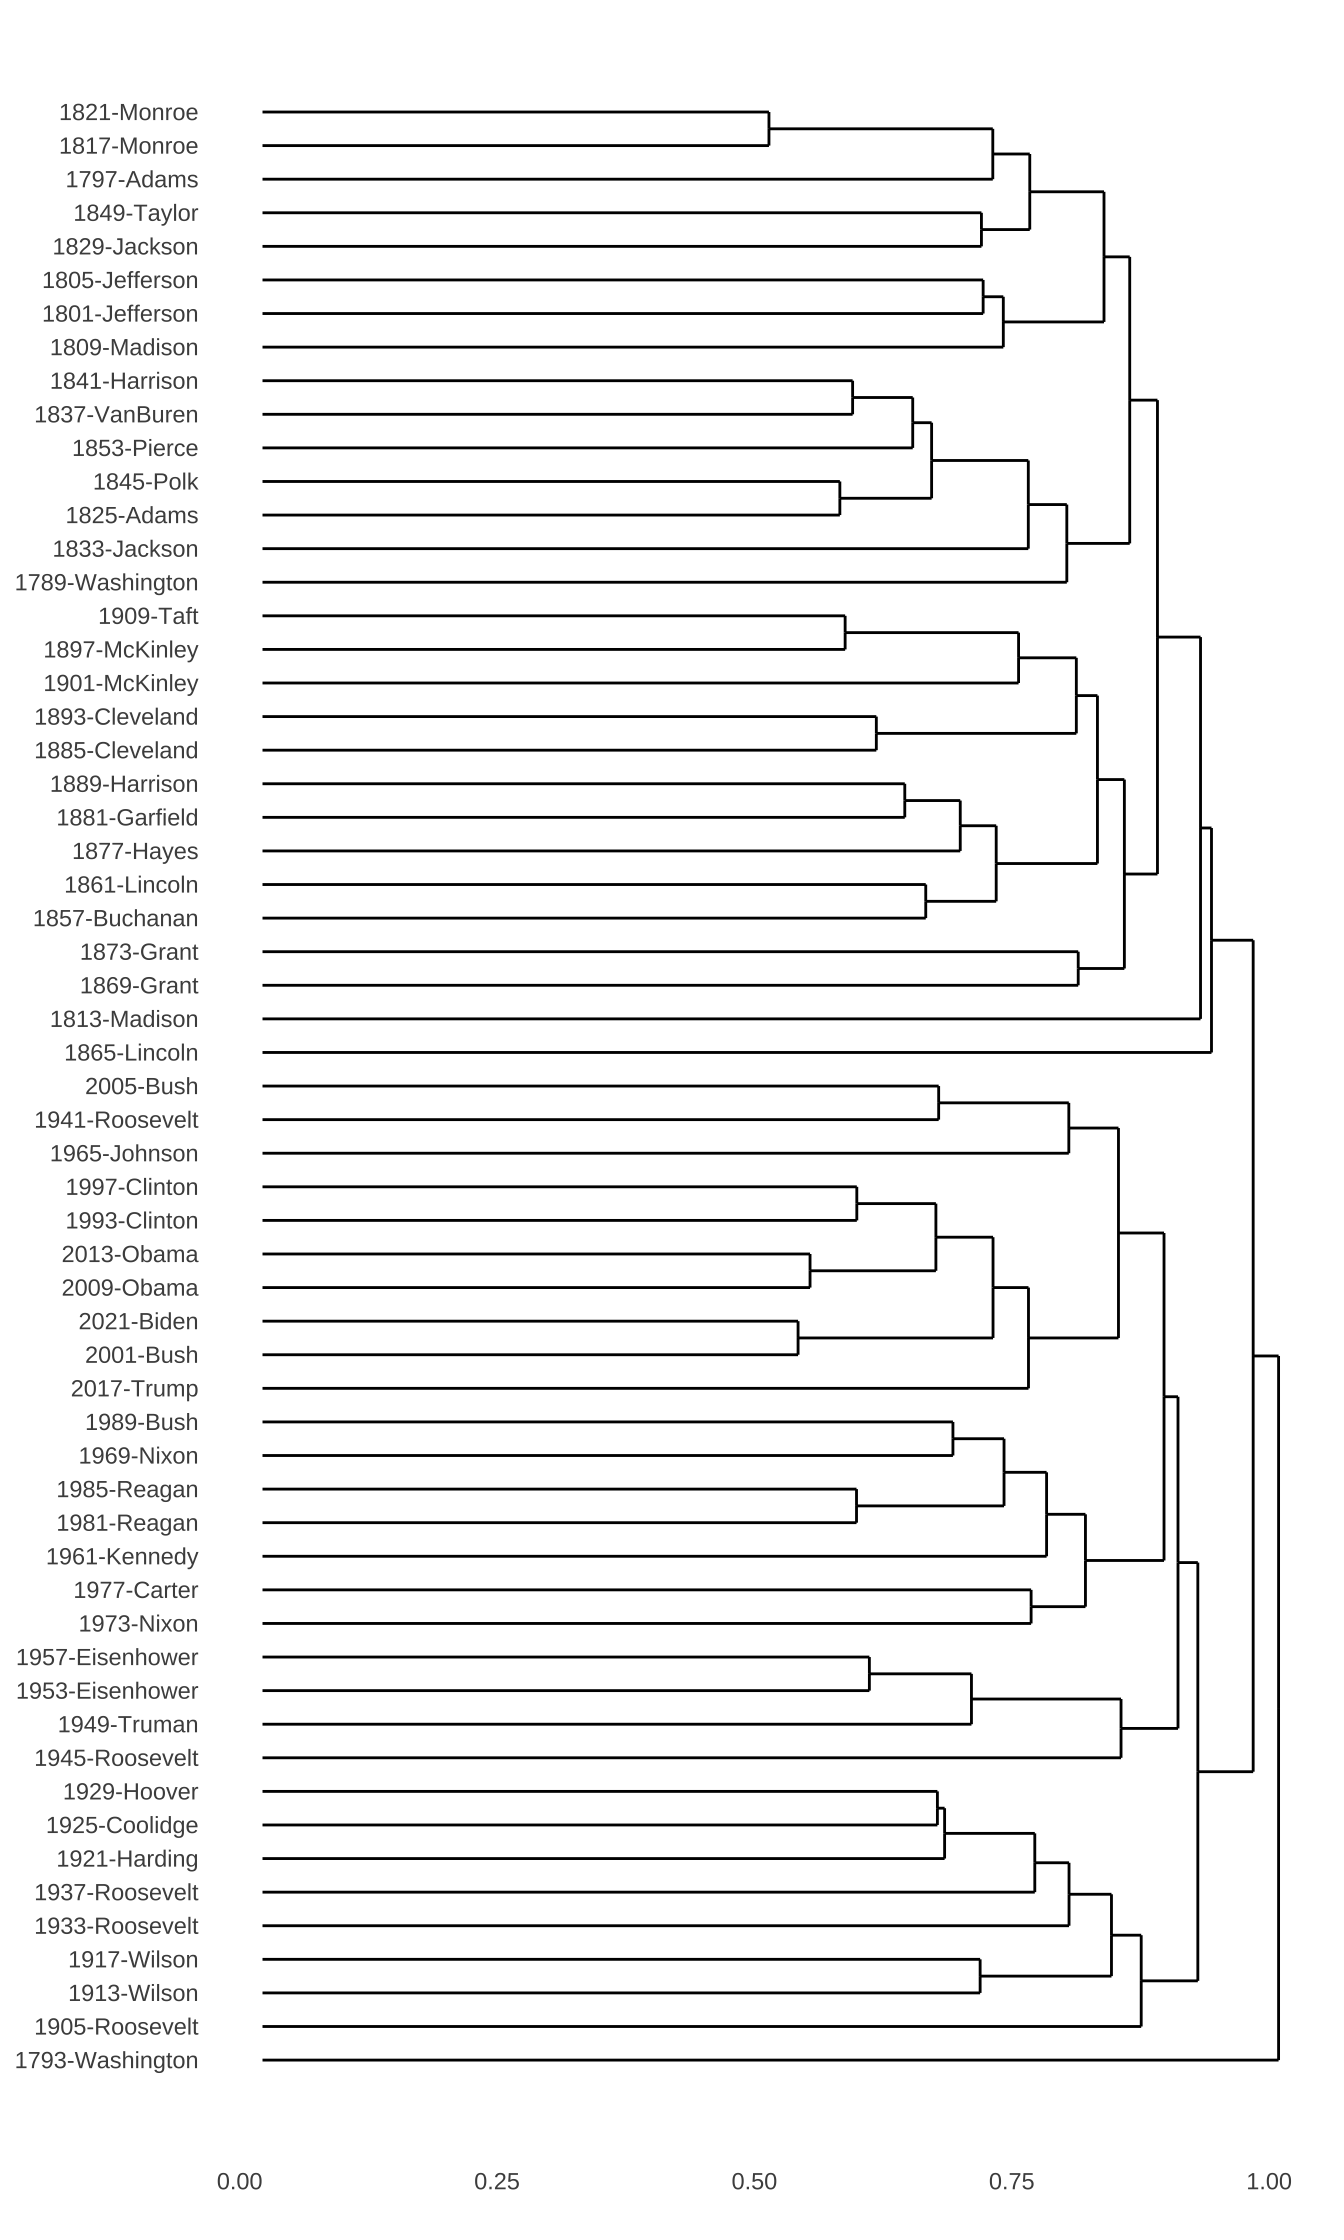 1821-Monroe
1817-Monroe
1797-Adams
1849-Taylor
1829-Jackson
1805-Jefferson
1801-Jefferson
1809-Madison
1841-Harrison
1837-VanBuren
1853-Pierce
1845-Polk
1825-Adams
1833-Jackson
1789-Washington
1909-Taft
1897-McKinley
1901-McKinley
1893-Cleveland
1885-Cleveland
1889-Harrison
1881-Garfield
1877-Hayes
1861-Lincoln
1857-Buchanan
1873-Grant
1869-Grant
1813-Madison
1865-Lincoln
2005-Bush
1941-Roosevelt
1965-Johnson
1997-Clinton
1993-Clinton
2013-Obama
2009-Obama
2021-Biden
2001-Bush
2017-Trump
1989-Bush
1969-Nixon
1985-Reagan
1981-Reagan
1961-Kennedy
1977-Carter
1973-Nixon
1957-Eisenhower
1953-Eisenhower
1949-Truman
1945-Roosevelt
1929-Hoover
1925-Coolidge
1921-Harding
1937-Roosevelt
1933-Roosevelt
1917-Wilson
1913-Wilson
1905-Roosevelt
1793-Washington
0.00 0.25 0.50 0.75 1.00